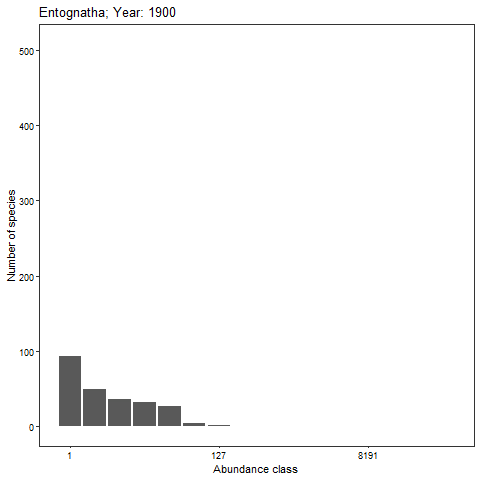 Entognatha; Year: 1900
500
400
300
200
100
0
Number of species
1 127 8191
Abundance class